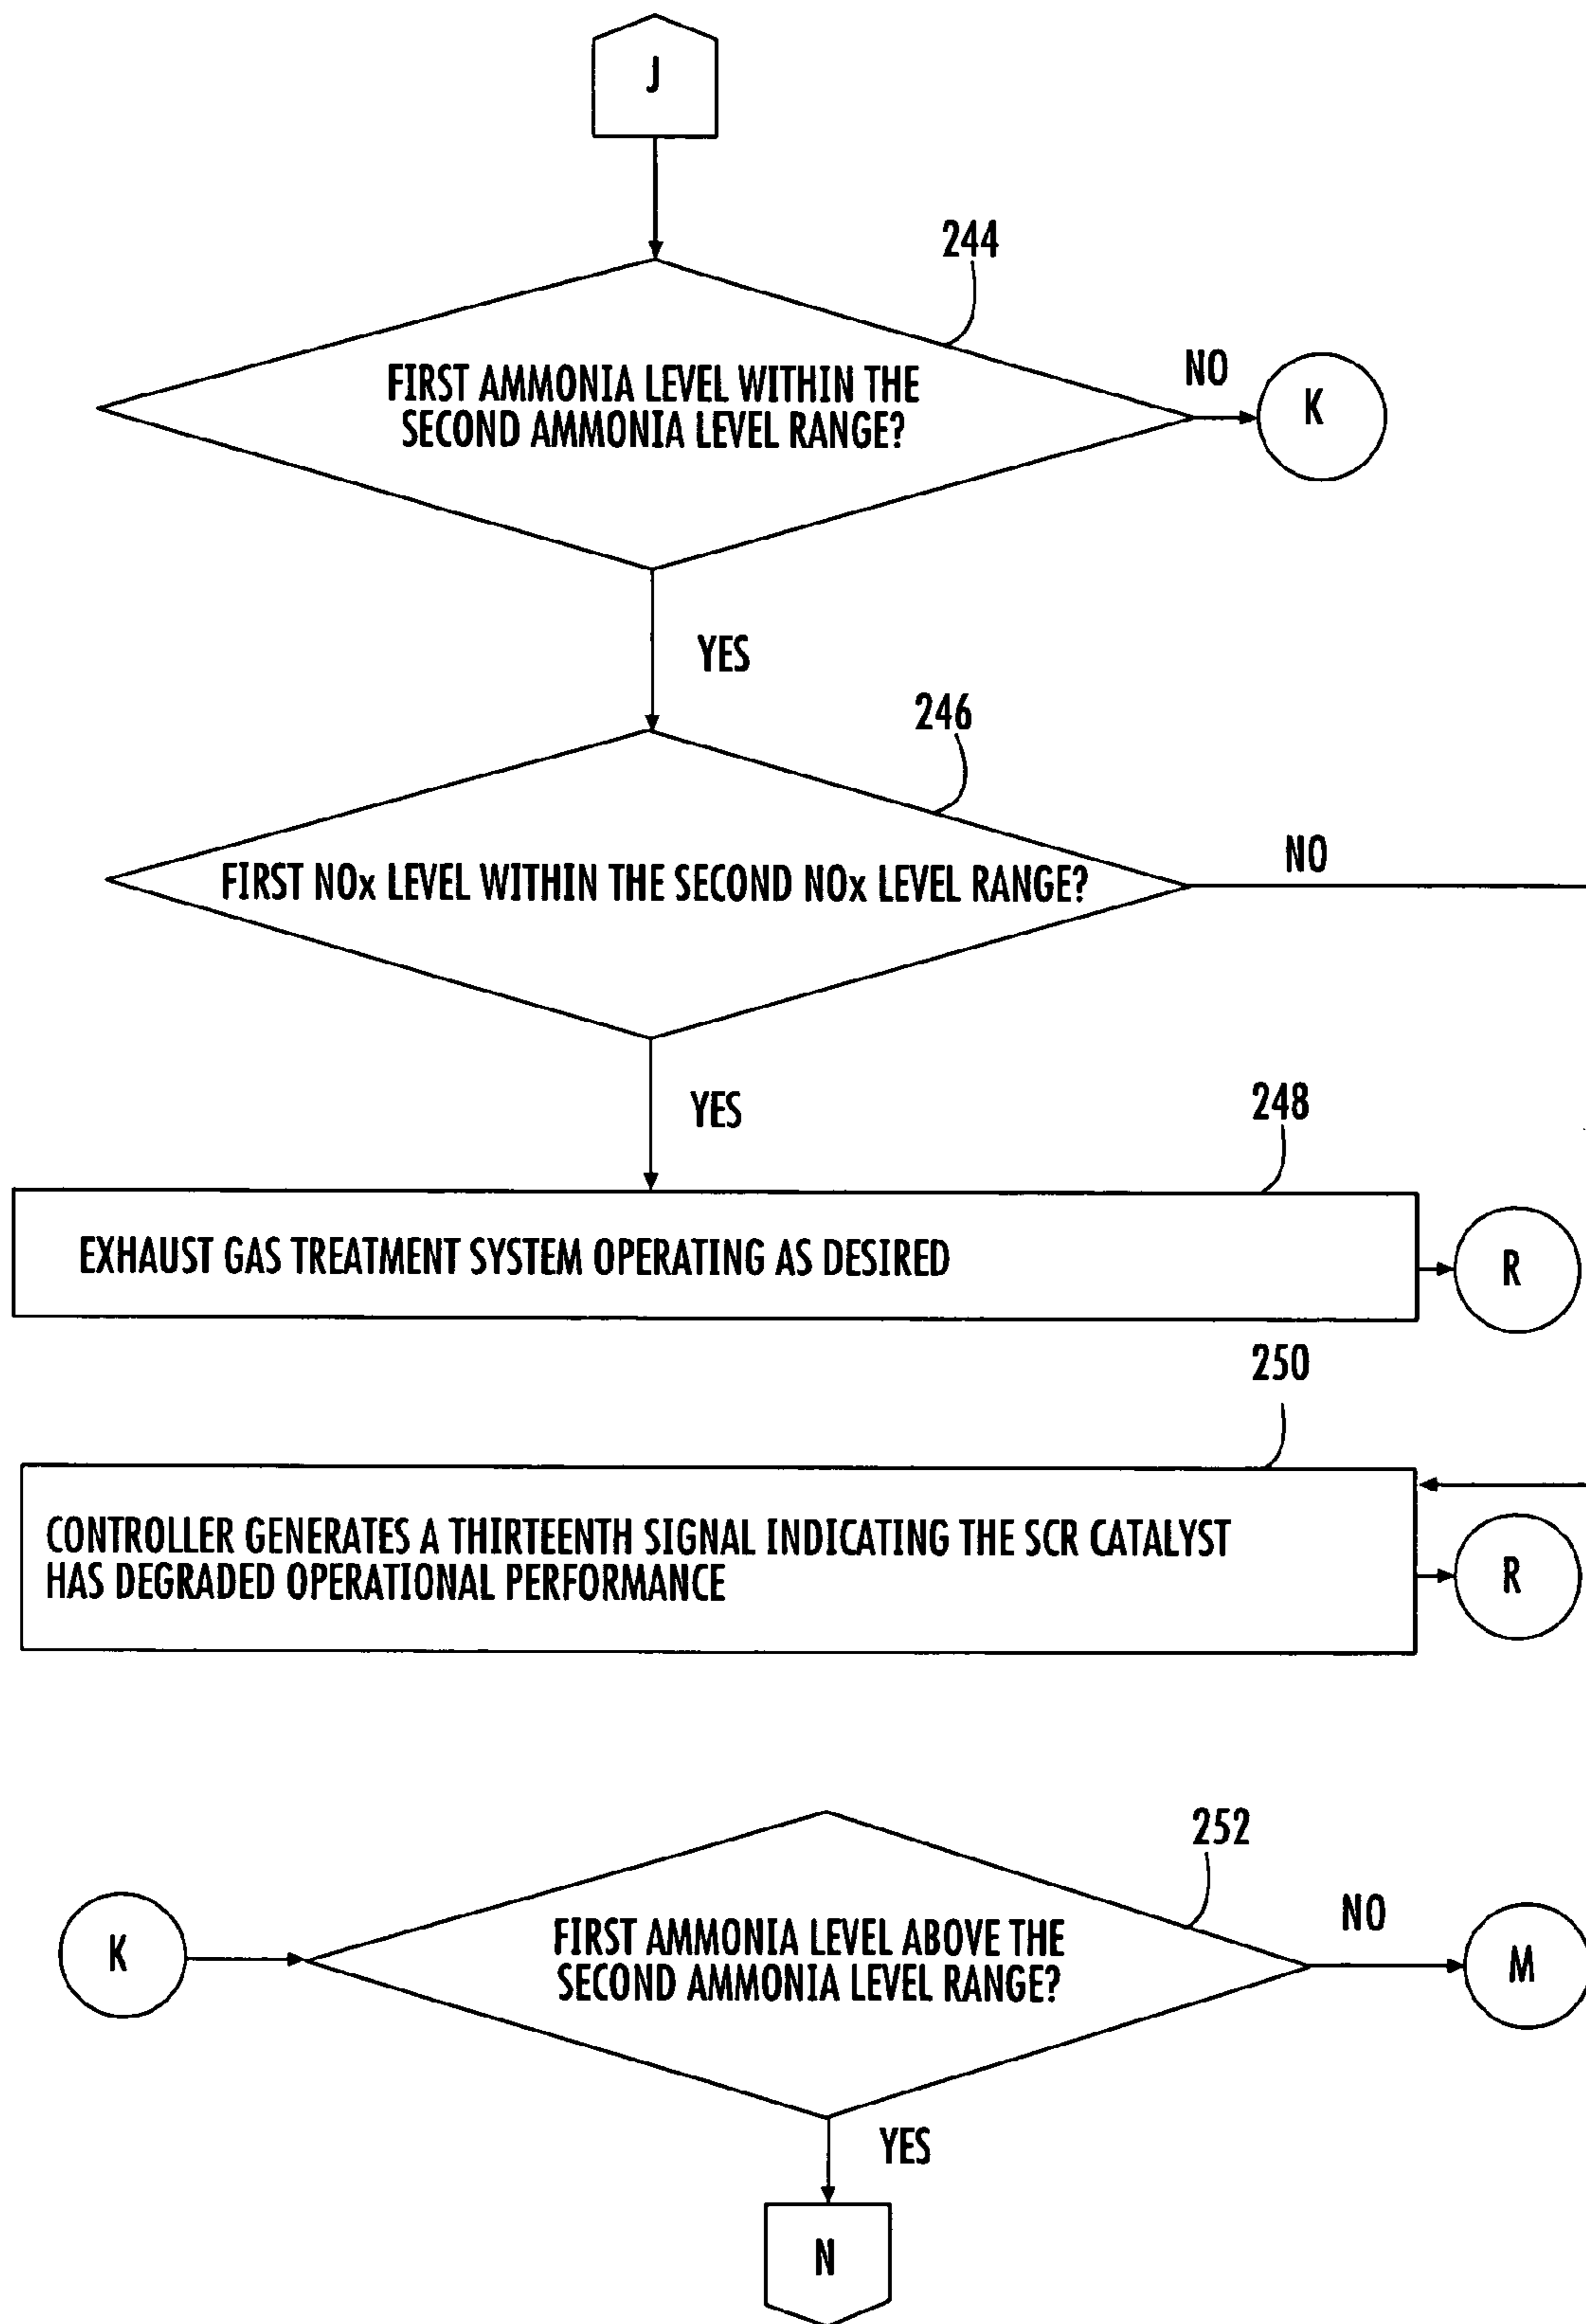 J
244
FIRST AMMONIA LEVEL WITHIN THE
SECOND AMMONIA LEVEL RANGE?
NO
K
YES
246
FIRST NOx LEVEL WITHIN THE SECOND NOx LEVEL RANGE?
NO
YES
248
EXHAUST GAS TREATMENT SYSTEM OPERATING AS DESIRED
R
250
CONTROLLER GENERATES A THIRTEENTH SIGNAL INDICATING THE SCR CATALYST
HAS DEGRADED OPERATIONAL PERFORMANCE
R
252
K
FIRST AMMONIA LEVEL ABOVE THE
SECOND AMMONIA LEVEL RANGE?
NO
M
YES
N